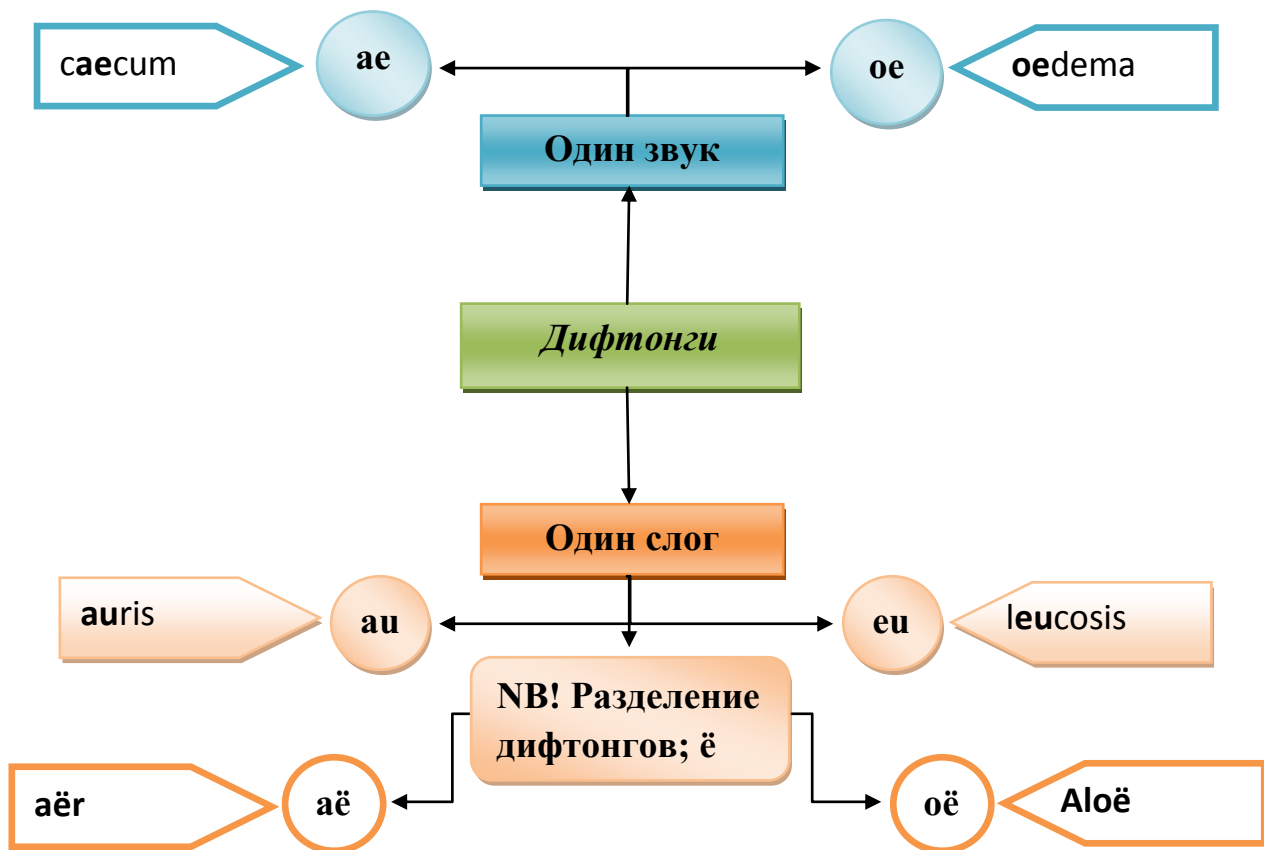 caecum
ae
oe
oedema
Один звук
Дифтонги
Один слог
auris
au
eu
leucosis
NB! Разделение
дифтонгов; ë
aër
aë
oë
Aloë